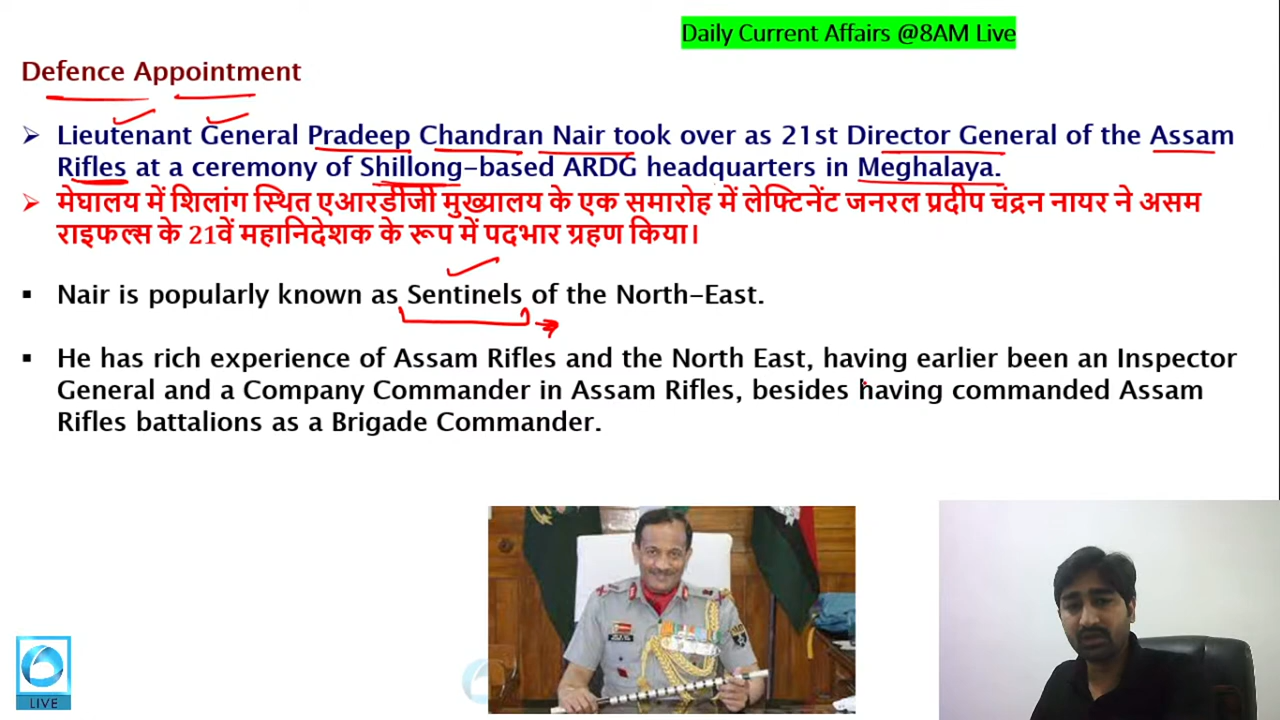 Daily Current Affairs @8AM Live
Defence Appointment
➢ Lieutenant General Pradeep Chandran Nair took over as 21st Director General of the Assam
Rifles at a ceremony of Shillong-based ARDG headquarters in Meghalaya.
➢ मेघालय में शिलांग स्थित एआरडीजी मुख्यालय के एक समारोह में लेफ्टिनेंट जनरल प्रदीप चंद्रन नायर ने असम
राइफल्स के 21वें महानिदेशक के रूप में पदभार ग्रहण किया।
▪ Nair is popularly known as Sentinels of the North-East.
▪ He has rich experience of Assam Rifles and the North East, having earlier been an Inspector
General and a Company Commander in Assam Rifles, besides having commanded Assam
Rifles battalions as a Brigade Commander.
LIVE